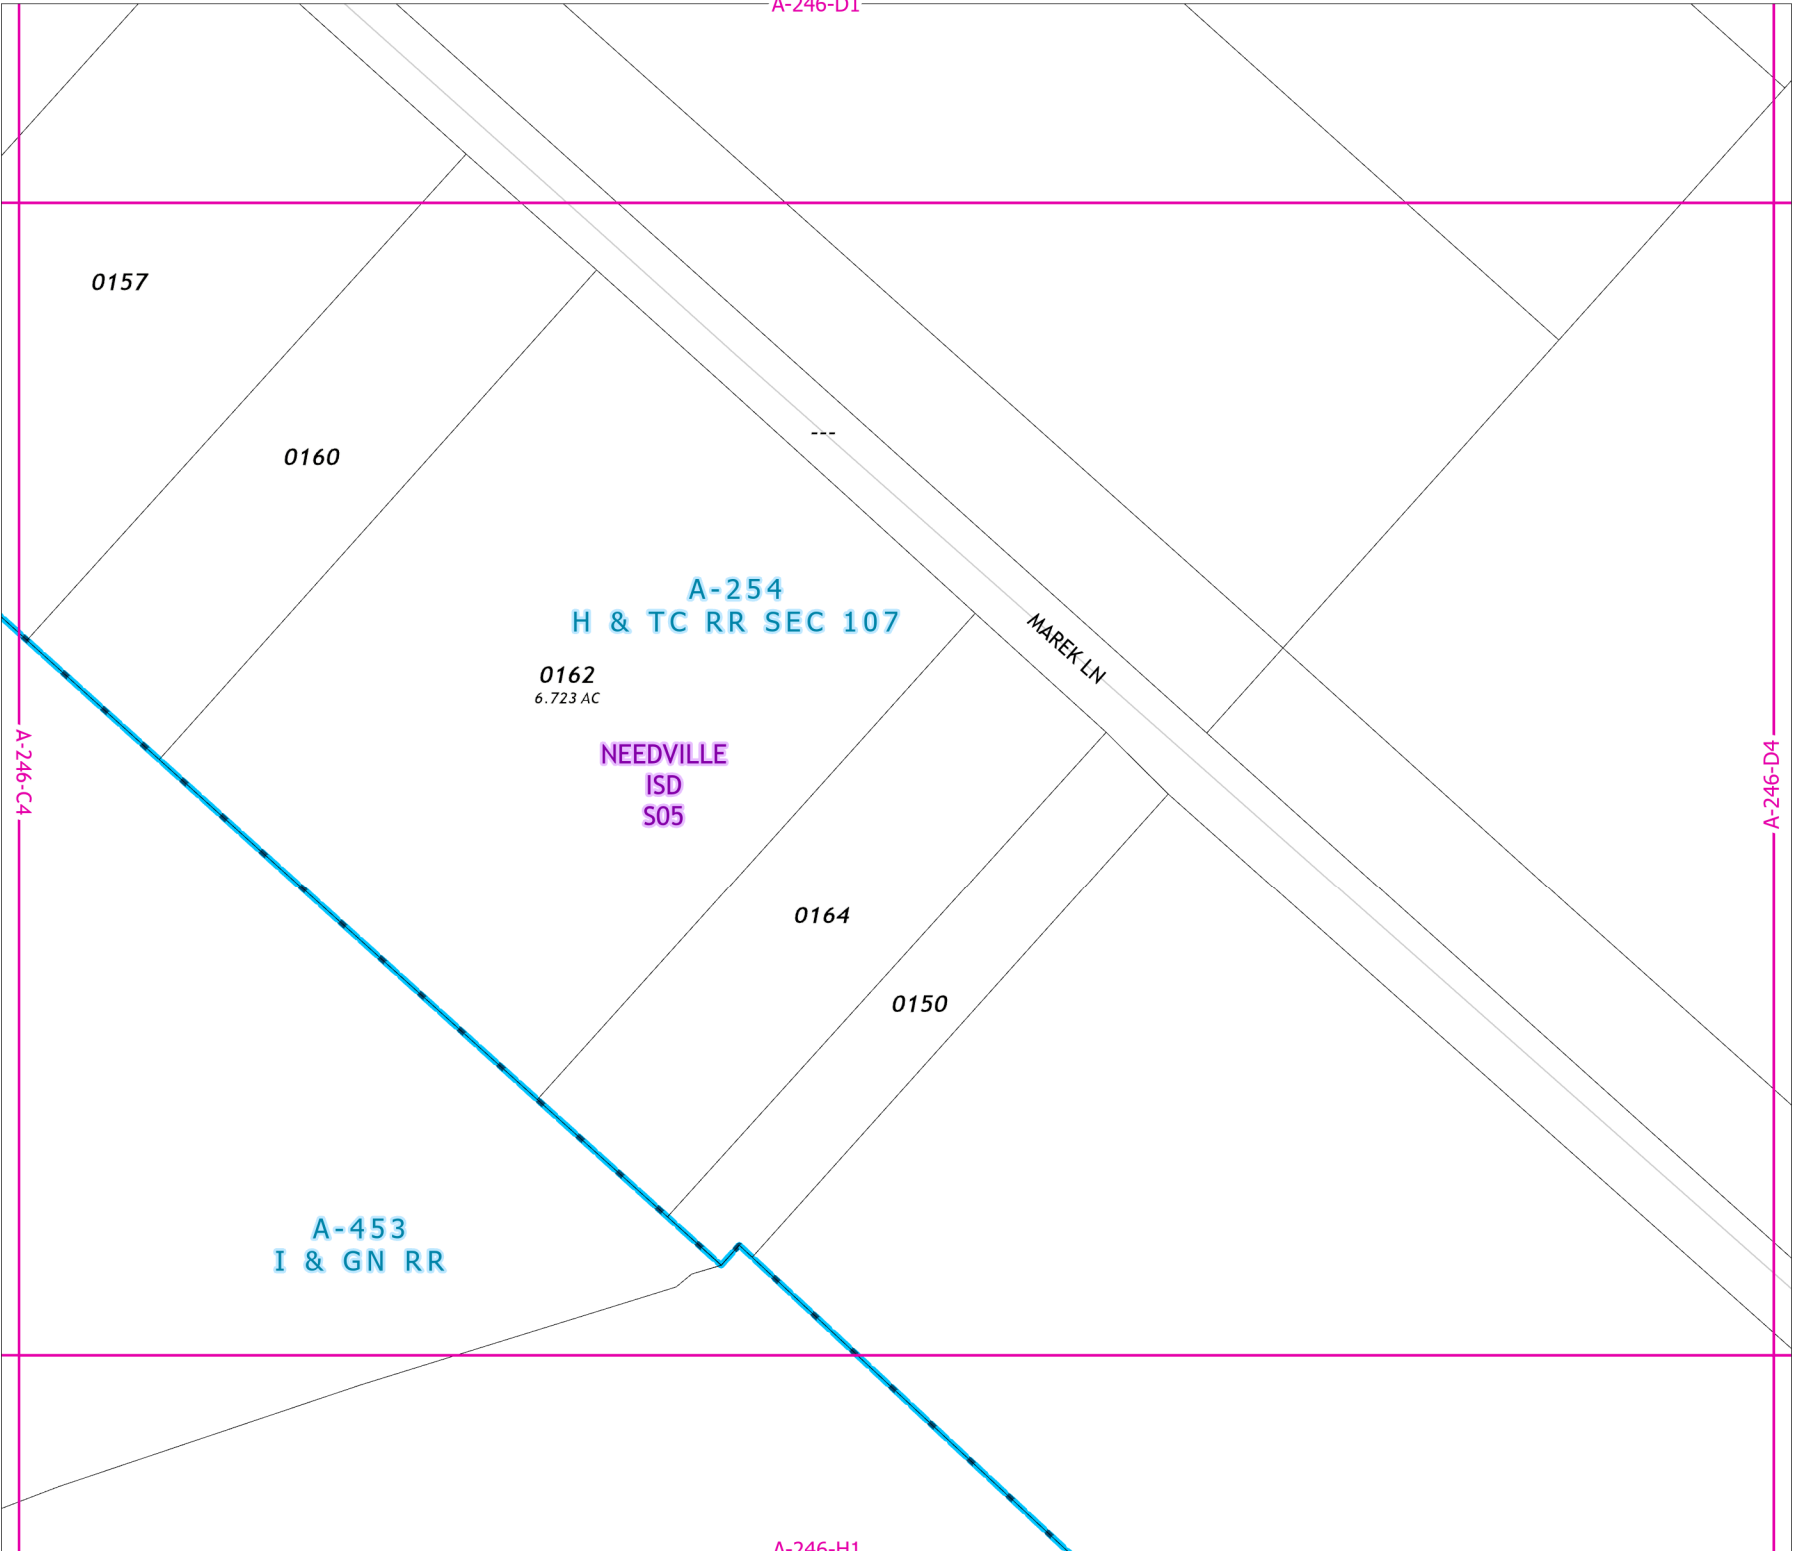 A-246-D1
0157
0160
---
A-254
H & TC RR SEC 107
MAREK LN
0162
6.723 AC
NEEDVILLE
ISD
S05
A-246-C4
A-246-D4
0164
0150
A-453
I & GN RR
A-246-H1